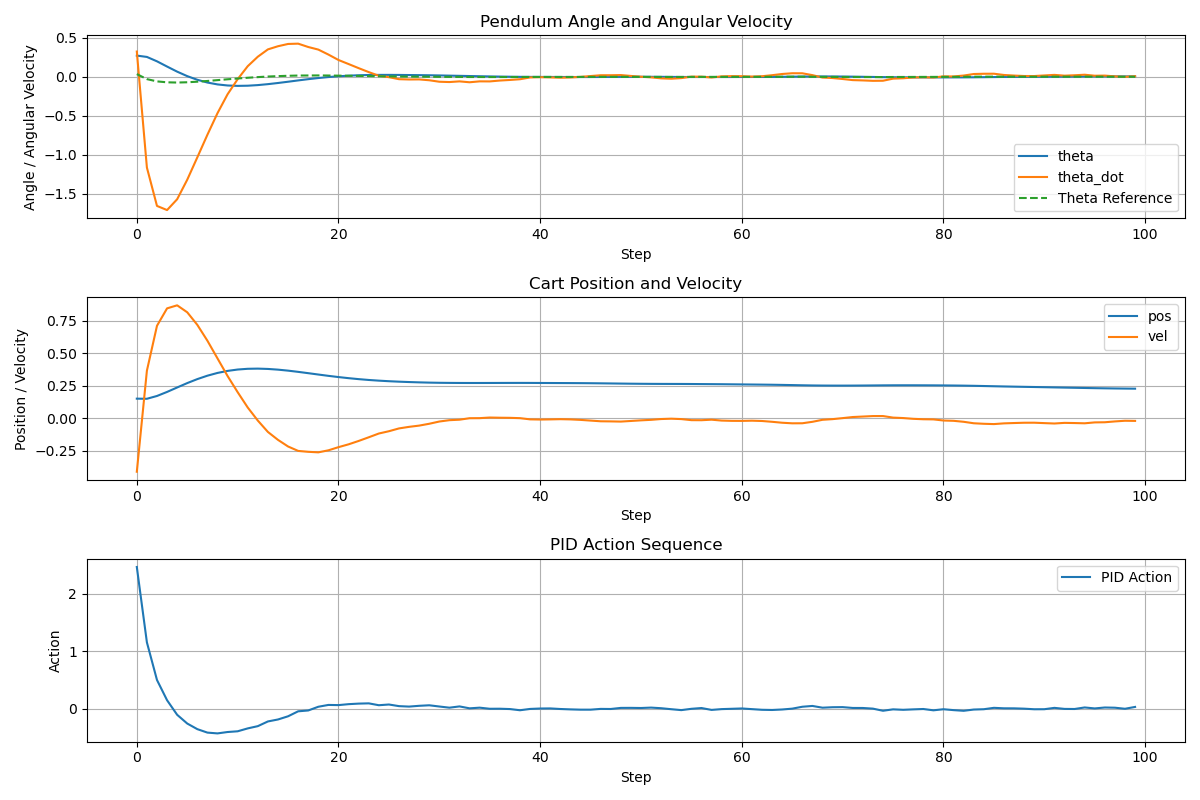 Pendulum Angle and Angular Velocity
Angle / Angular Velocity
0.5
0.0
−0.5
−1.0
−1.5
theta
theta_dot
Theta Reference
0 20 40 60 80 100
Step
Cart Position and Velocity
Position / Velocity
0.75
0.50
0.25
0.00
−0.25
pos
vel
0 20 40 60 80 100
Step
PID Action Sequence
Action
2
1
0
PID Action
0 20 40 60 80 100
Step